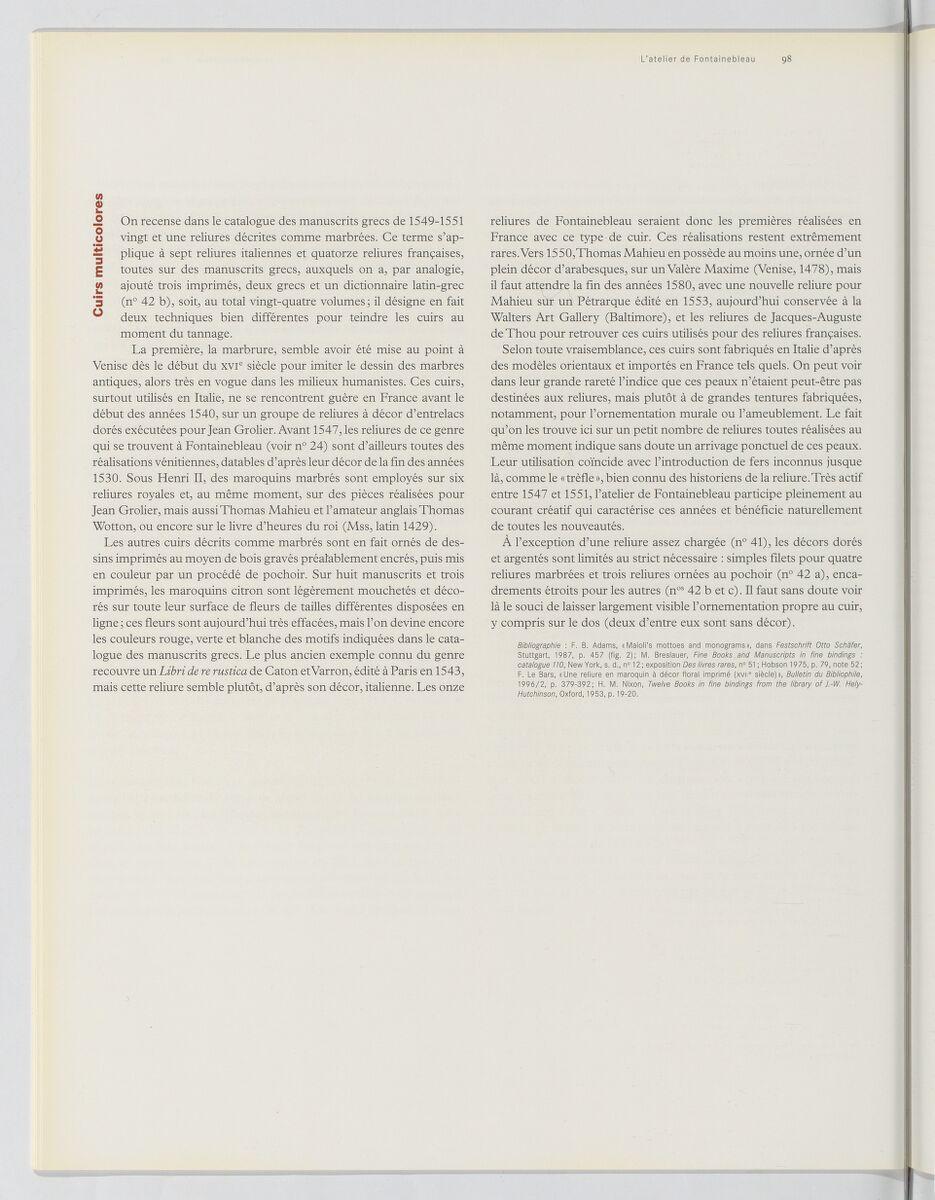 L'atelier de Fontainebleau 98
Cuirs multicolores
On recense dans le catalogue des manuscrits grecs de 1549-1551
vingt et une reliures décrites comme marbrées. Ce terme s'ap-
plique à sept reliures italiennes et quatorze reliures françaises,
toutes sur des manuscrits grecs, auxquels on a, par analogie,
ajouté trois imprimés, deux grecs et un dictionnaire latin-grec
(n° 42 b), soit, au total vingt-quatre volumes ; il désigne en fait
deux techniques bien différentes pour teindre les cuirs au
moment du tannage.
La première, la marbrure, semble avoir été mise au point à
Venise dès le début du XVIe siècle pour imiter le dessin des marbres
antiques, alors très en vogue dans les milieux humanistes. Ces cuirs,
surtout utilisés en Italie, ne se rencontrent guère en France avant le
début des années 1540, sur un groupe de reliures à décor d'entrelacs
dorés exécutées pour Jean Grolier. Avant 1547, les reliures de ce genre
qui se trouvent à Fontainebleau (voir n° 24) sont d'ailleurs toutes des
réalisations vénitiennes, datables d'après leur décor de la fin des années
1530. Sous Henri II, des maroquins marbrés sont employés sur six
reliures royales et, au même moment, sur des pièces réalisées pour
Jean Grolier, mais aussi Thomas Mahieu et l'amateur anglais Thomas
Wotton, ou encore sur le livre d'heures du roi (Mss, latin 1429).
Les autres cuirs décrits comme marbrés sont en fait ornés de des-
sins imprimés au moyen de bois gravés préalablement encrés, puis mis
en couleur par un procédé de pochoir. Sur huit manuscrits et trois
imprimés, les maroquins citron sont légèrement mouchetés et déco-
rés sur toute leur surface de fleurs de tailles différentes disposées en
ligne ; ces fleurs sont aujourd'hui très effacées, mais l'on devine encore
les couleurs rouge, verte et blanche des motifs indiquées dans le cata-
logue des manuscrits grecs. Le plus ancien exemple connu du genre
recouvre un Libri de re rustica de Caton et Varron, édité à Paris en 1543,
mais cette reliure semble plutôt, d'après son décor, italienne. Les onze
reliures de Fontainebleau seraient donc les premières réalisées en
France avec ce type de cuir. Ces réalisations restent extrêmement
rares. Vers 1550, Thomas Mahieu en possède au moins une, ornée d'un
plein décor d'arabesques, sur un Valère Maxime (Venise, 1478), mais
il faut attendre la fin des années 1580, avec une nouvelle reliure pour
Mahieu sur un Pétrarque édité en 1553, aujourd'hui conservée à la
Walters Art Gallery (Baltimore), et les reliures de Jacques-Auguste
de Thou pour retrouver ces cuirs utilisés pour des reliures françaises.
Selon toute vraisemblance, ces cuirs sont fabriqués en Italie d'après
des modèles orientaux et importés en France tels quels. On peut voir
dans leur grande rareté l'indice que ces peaux n'étaient peut-être pas
destinées aux reliures, mais plutôt à de grandes tentures fabriquées,
notamment, pour l'ornementation murale ou l'ameublement. Le fait
qu'on les trouve ici sur un petit nombre de reliures toutes réalisées au
même moment indique sans doute un arrivage ponctuel de ces peaux.
Leur utilisation coïncide avec l'introduction de fers inconnus jusque
là, comme le « trèfle », bien connu des historiens de la reliure. Très actif
entre 1547 et 1551, l'atelier de Fontainebleau participe pleinement au
courant créatif qui caractérise ces années et bénéficie naturellement
de toutes les nouveautés.
À l'exception d'une reliure assez chargée (n° 41), les décors dorés
et argentés sont limités au strict nécessaire : simples filets pour quatre
reliures marbrées et trois reliures ornées au pochoir (n° 42 a), enca-
drements étroits pour les autres (nos 42 b et c). Il faut sans doute voir
là le souci de laisser largement visible l'ornementation propre au cuir,
y compris sur le dos (deux d'entre eux sont sans décor).
Bibliographie : F. B. Adams, « Maioli's mottoes and monograms », dans Festschrift Otto Schäfer,
Stuttgart, 1987, p. 457 (fig. 2) ; M. Breslauer, Fine Books and Manuscripts in fine bindings :
catalogue 110, New York, s. d., n° 12 ; exposition Des livres rares, n° 51 ; Hobson 1975, p. 79, note 52 ;
F. Le Bars, « Une reliure en maroquin à décor floral imprimé (XVIe siècle) », Bulletin du Bibliophile,
1996/2, p. 379-392 ; H. M. Nixon, Twelve Books in fine bindings from the library of J.-W. Hely-
Hutchinson, Oxford, 1953, p. 19-20.